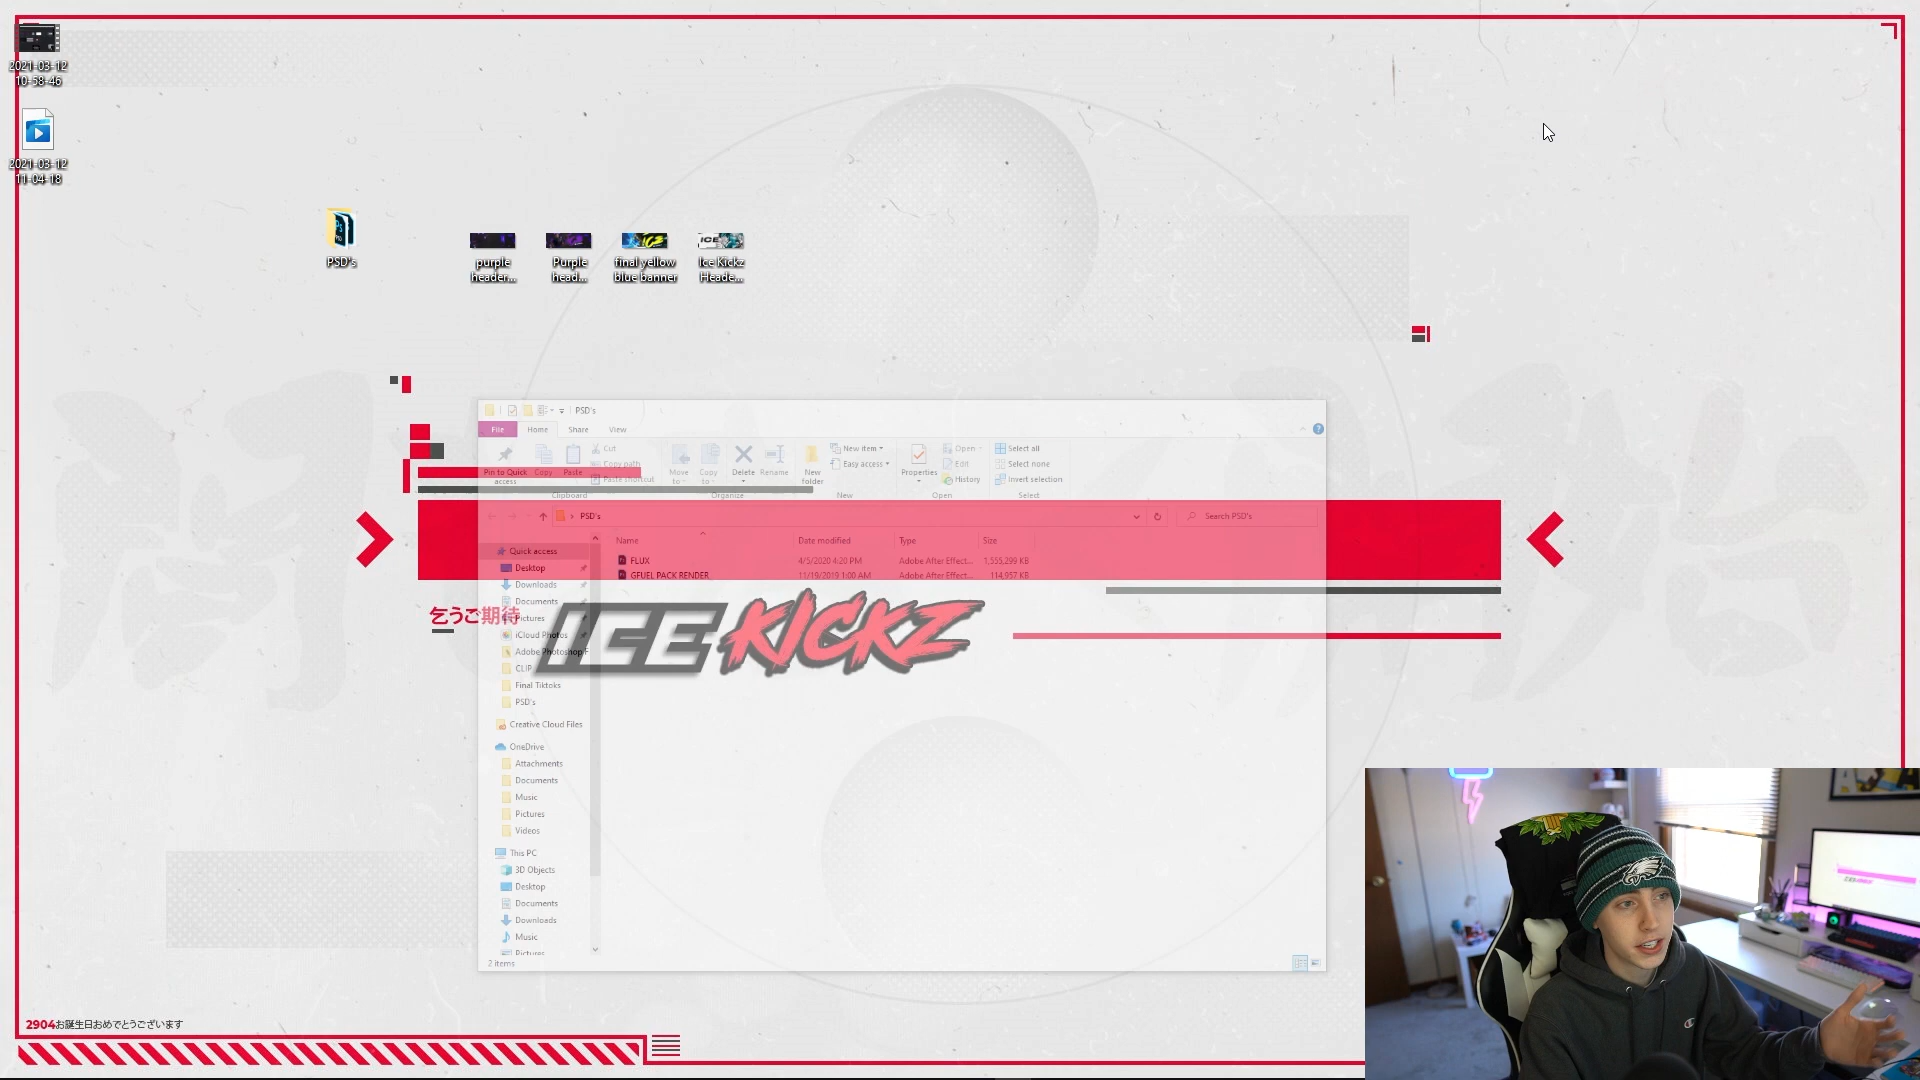 2021-03-12
10-58-46
2021-03-12
11-04-18
PSD's
purple
header...
Purple
head...
final yellow
blue banner
Ice Kickz
Heade...
PSD's
File Home Share View
Pin to Quick
access
Copy
Paste
Cut
Copy path
Paste shortcut
Clipboard
Move
to
Copy
to
Delete
Rename
Organize
New
folder
New item
Easy access
New
Properties
Open
Edit
History
Open
Select all
Select none
Invert selection
Select
PSD's
Search PSD's
Name Date modified Type Size
FLUX 4/5/2020 4:20 PM Adobe After Effect... 1,555,299 KB
GFUEL PACK RENDER 11/19/2019 1:00 AM Adobe After Effect... 114,957 KB
Quick access
Desktop
Downloads
Documents
Pictures
iCloud Photos
Adobe Photoshop F
CLIP
Final Tiktoks
PSD's
Creative Cloud Files
OneDrive
Attachments
Documents
Music
Pictures
Videos
This PC
3D Objects
Desktop
Documents
Downloads
Music
Pictures
2 items
乞うご期待
ICE KICKZ
2904お誕生日おめでとうございます